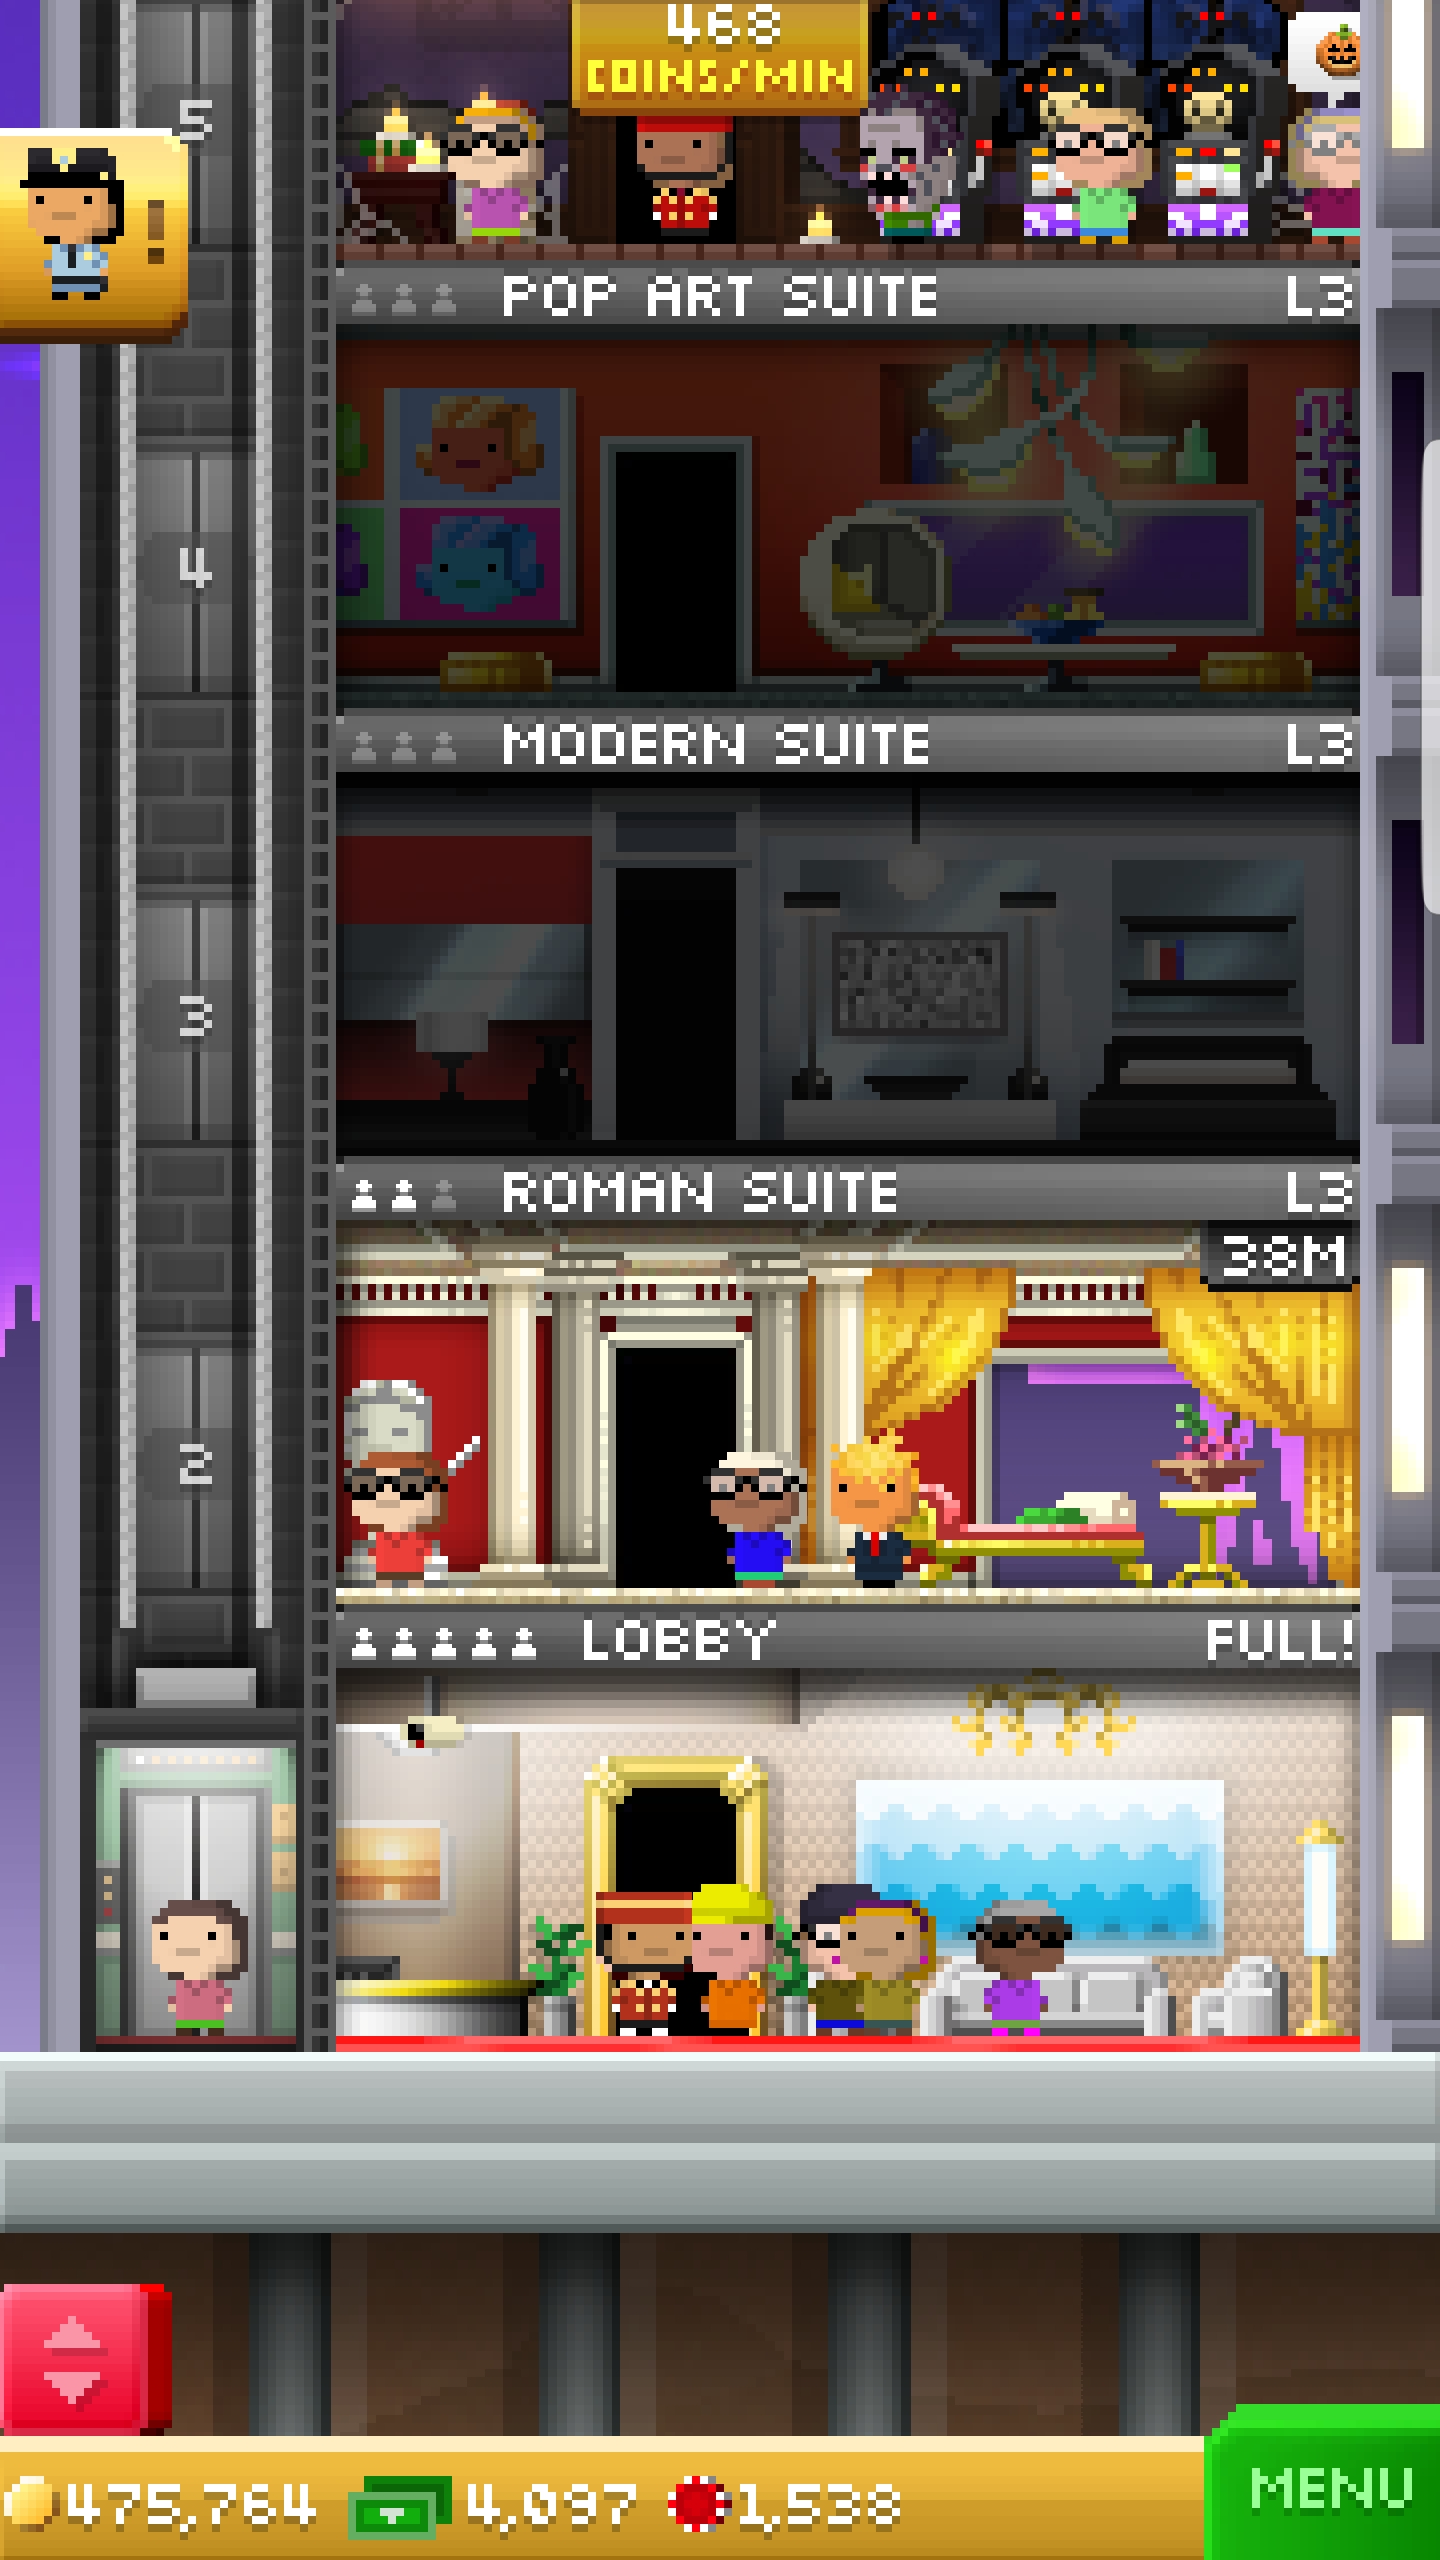 468
COINS/MIN
5
!
POP ART SUITE L3
4
MODERN SUITE L3
3
ROMAN SUITE L3
38M
2
LOBBY FULL!
475,764 4,097 1,538
MENU